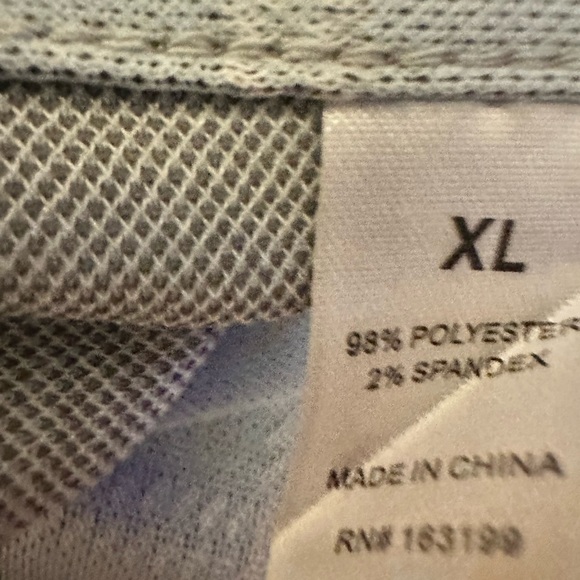 XL
98% POLYESTER
2% SPANDEX
MADE IN CHINA
RN# 163199